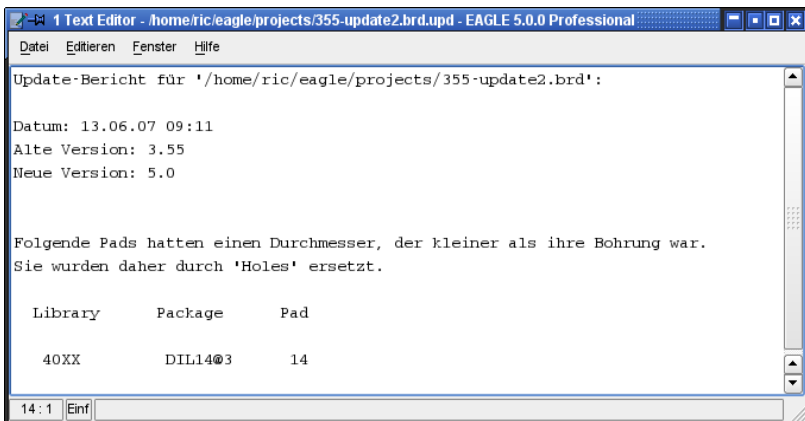 1 Text Editor - /home/ric/eagle/projects/355-update2.brd.upd - EAGLE 5.0.0 Professional
Datei Editieren Fenster Hilfe
Update-Bericht für '/home/ric/eagle/projects/355-update2.brd':
Datum: 13.06.07 09:11
Alte Version: 3.55
Neue Version: 5.0
Folgende Pads hatten einen Durchmesser, der kleiner als ihre Bohrung war.
Sie wurden daher durch 'Holes' ersetzt.
Library Package Pad
40XX DIL14@3 14
14:1 Einf